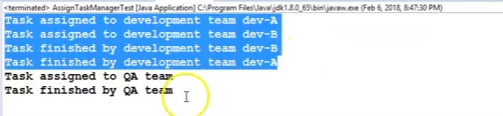 <terminated> AssignTaskManagerTest [Java Application] C:\Program Files\Java\jdk1.8.0_65\bin\javaw.exe (Feb 6, 2018, 8:47:30 PM)
Task assigned to development team dev-A
Task assigned to development team dev-B
Task finished by development team dev-B
Task finished by development team dev-A
Task assigned to QA team
Task finished by QA team